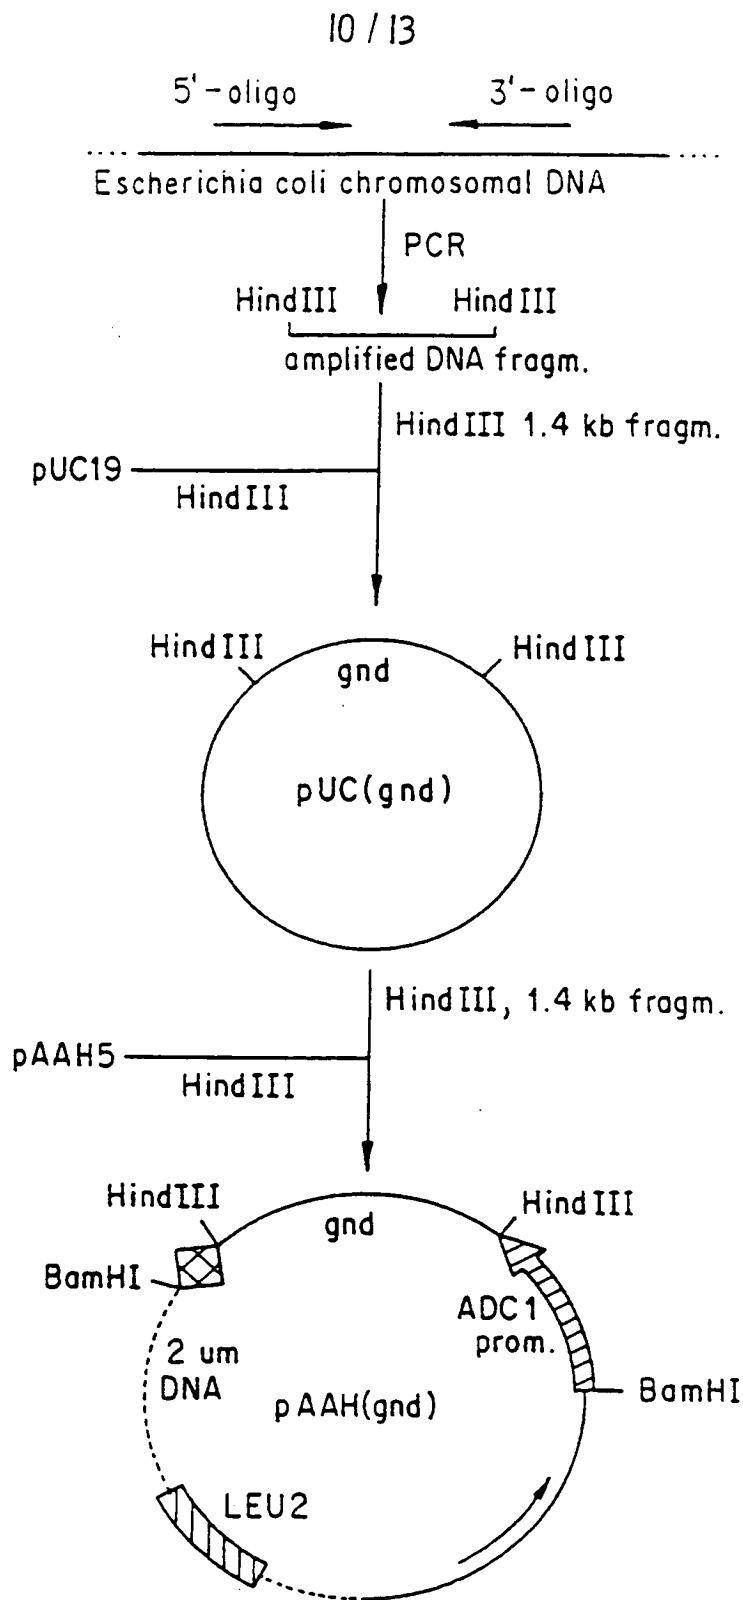 10 / 13
5'-oligo
3'-oligo
Escherichia coli chromosomal DNA
PCR
HindIII
HindIII
amplified DNA fragm.
HindIII 1.4 kb fragm.
pUC19
HindIII
HindIII
HindIII
gnd
pUC(gnd)
HindIII, 1.4 kb fragm.
pAAH5
HindIII
HindIII
HindIII
gnd
BamHI
ADC1
prom.
2 um
DNA
BamHI
pAAH(gnd)
LEU2